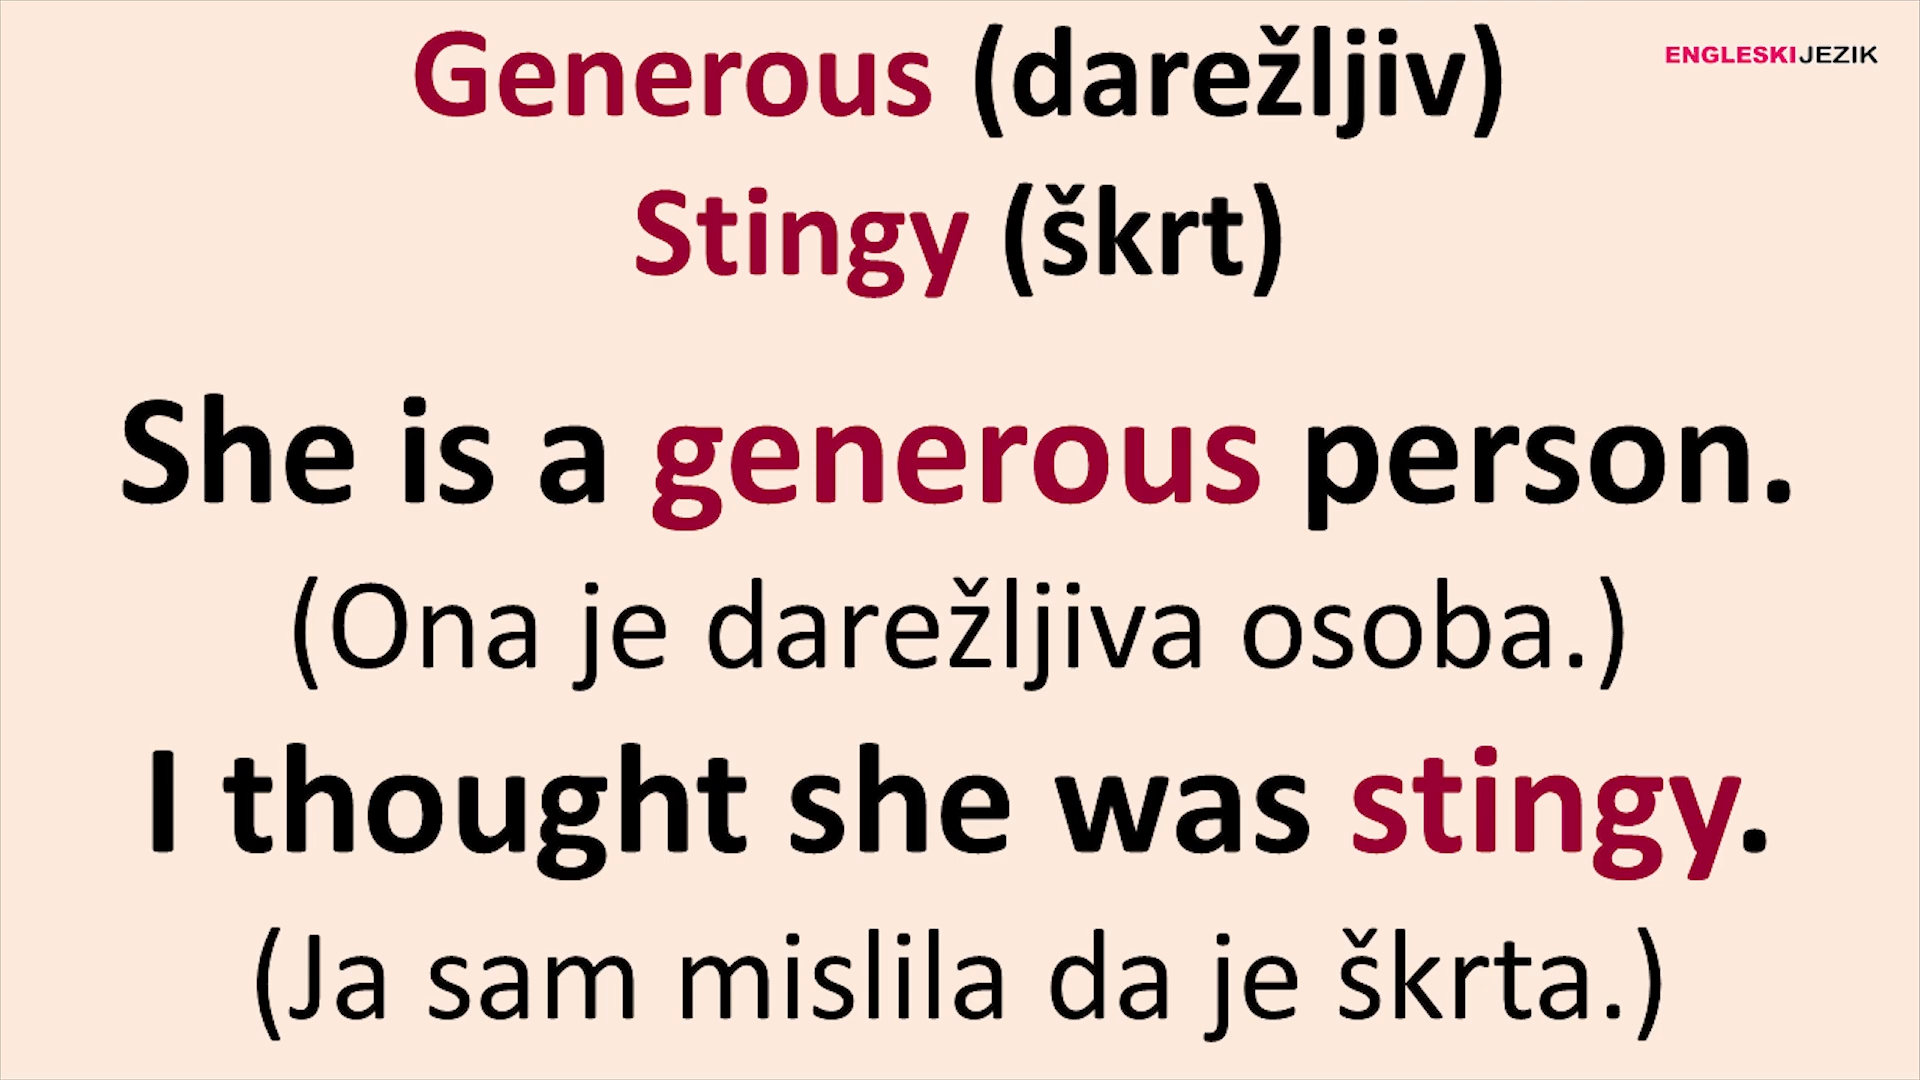 Generous (darežljiv)
ENGLESKIJEZIK
Stingy (škrt)
She is a generous person.
(Ona je darežljiva osoba.)
I thought she was stingy.
(Ja sam mislila da je škrta.)